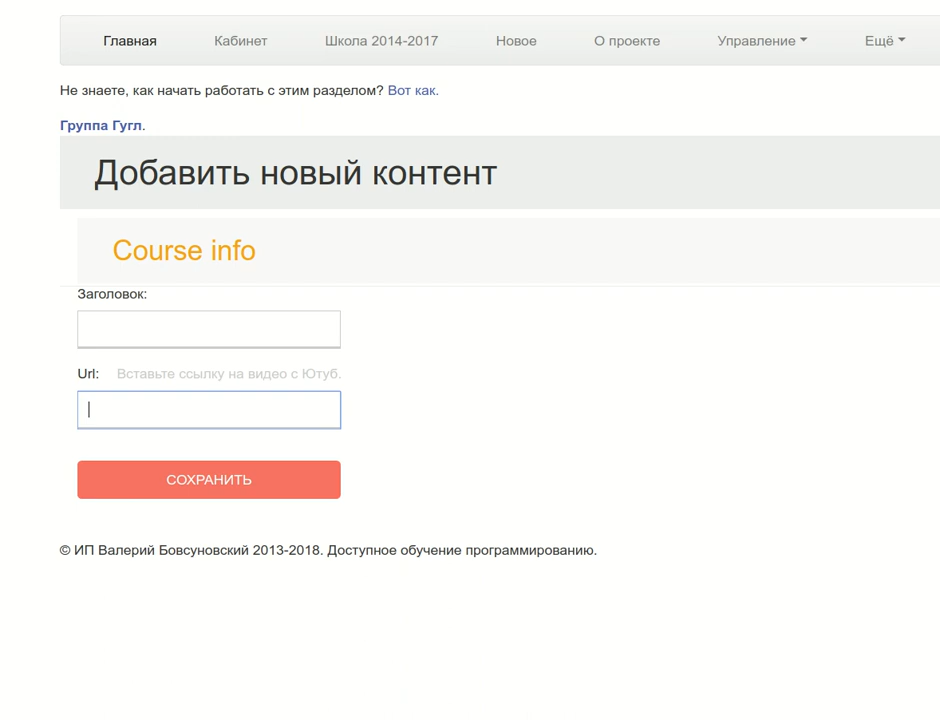 Главная Кабинет Школа 2014-2017 Новое О проекте Управление Ещё
Не знаете, как начать работать с этим разделом? Вот как.
Группа Гугл.
Добавить новый контент
Course info
Заголовок:
Url: Вставьте ссылку на видео с Ютуб.
СОХРАНИТЬ
© ИП Валерий Бовсуновский 2013-2018. Доступное обучение программированию.